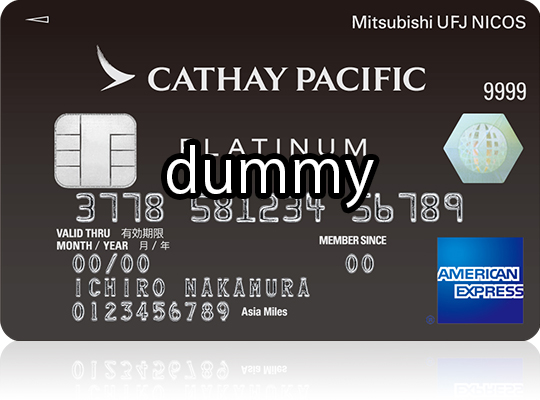 Mitsubishi UFJ NICOS
CATHAY PACIFIC
9999
PLATINUM
dummy
3778 581234 56789
VALID THRU 有効期限
MONTH / YEAR 月 / 年
MEMBER SINCE
00/00
00
ICHIRO NAKAMURA
0123456789 Asia Miles
AMERICAN
EXPRESS